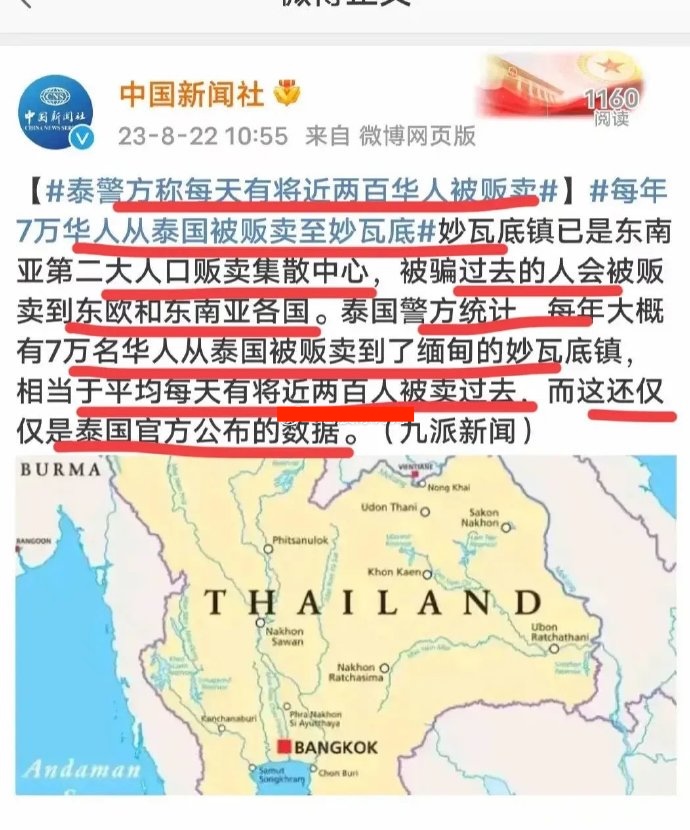 微博正文
中国新闻社
中国新闻社
CNS
CHINA NEWS SERVICE
1160
阅读
23-8-22 10:55 来自 微博网页版
【#泰警方称每天有将近两百华人被贩卖#】#每年
7万华人从泰国被贩卖至妙瓦底#妙瓦底镇已是东南
亚第二大人口贩卖集散中心，被骗过去的人会被贩
卖到东欧和东南亚各国。泰国警方统计，每年大概
有7万名华人从泰国被贩卖到了缅甸的妙瓦底镇，
相当于平均每天有将近两百人被卖过去，而这还仅
仅是泰国官方公布的数据。（九派新闻）
BURMA
VIENTIANE
Nong Khai
Udon Thani
Sakon
Nakhon
RANGOON
Phitsanulok
Khon Kaen
THAILAND
Nakhon
Sawan
Ubon
Ratchathani
Nakhon
Ratchasima
Kanchanaburi
Phra Nakhon
Si Ayutthaya
BANGKOK
Andaman
Samut
Songkhram
Chon Buri